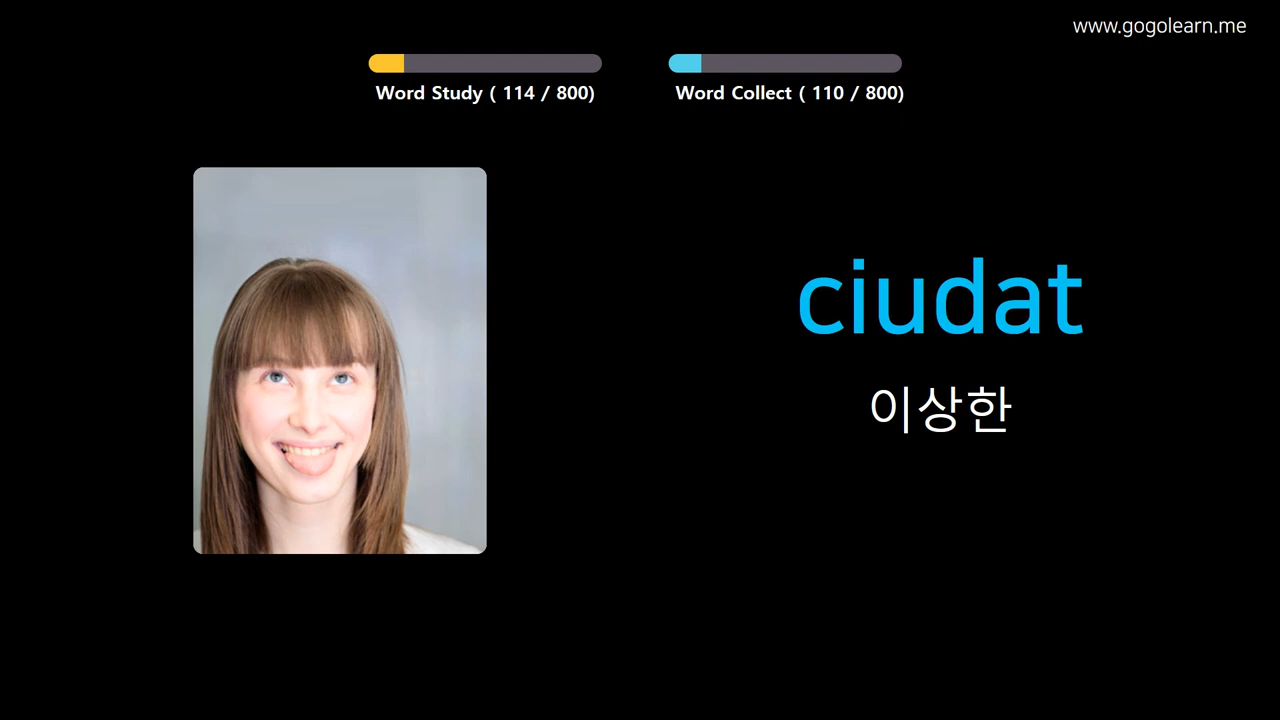 www.gogolearn.me
Word Study ( 114 / 800)
Word Collect ( 110 / 800)
ciudat
이상한